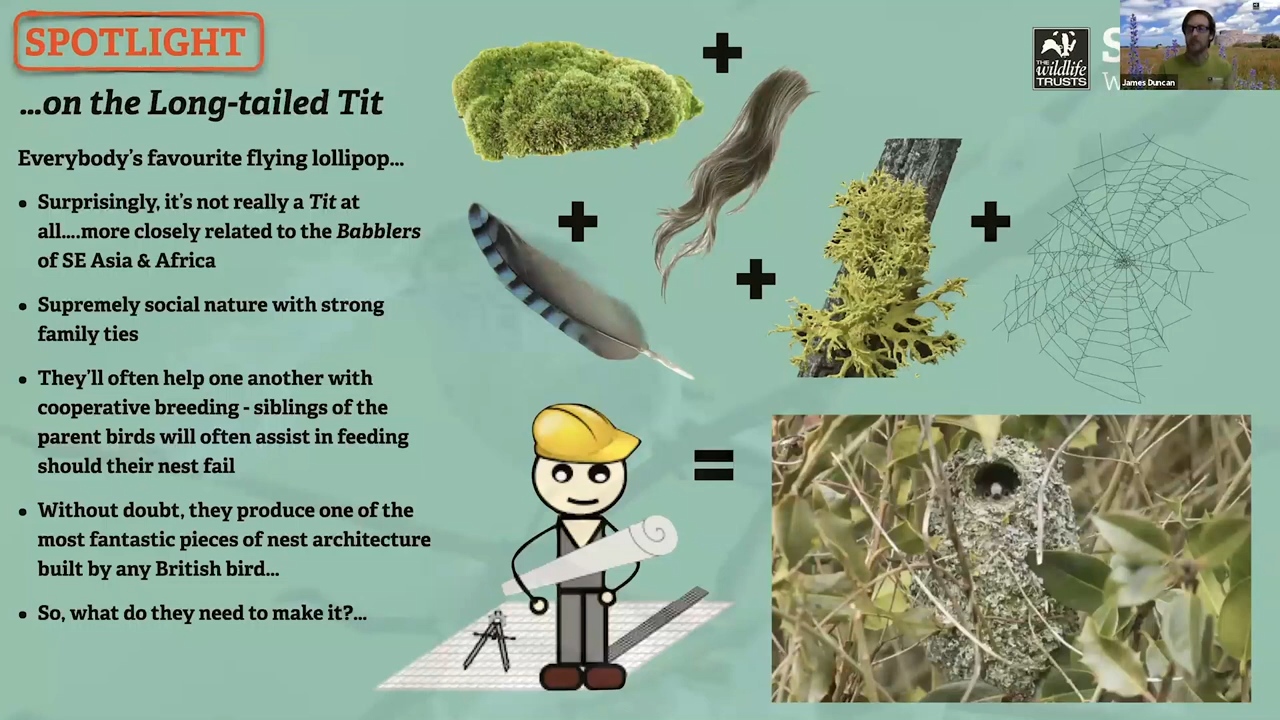 SPOTLIGHT
...on the Long-tailed Tit
Everybody's favourite flying lollipop...
• Surprisingly, it's not really a Tit at
all....more closely related to the Babblers
of SE Asia & Africa
• Supremely social nature with strong
family ties
• They'll often help one another with
cooperative breeding - siblings of the
parent birds will often assist in feeding
should their nest fail
• Without doubt, they produce one of the
most fantastic pieces of nest architecture
built by any British bird...
• So, what do they need to make it?...
+
+
+
+
=
THE
wildlife
TRUSTS
S
W
James Duncan